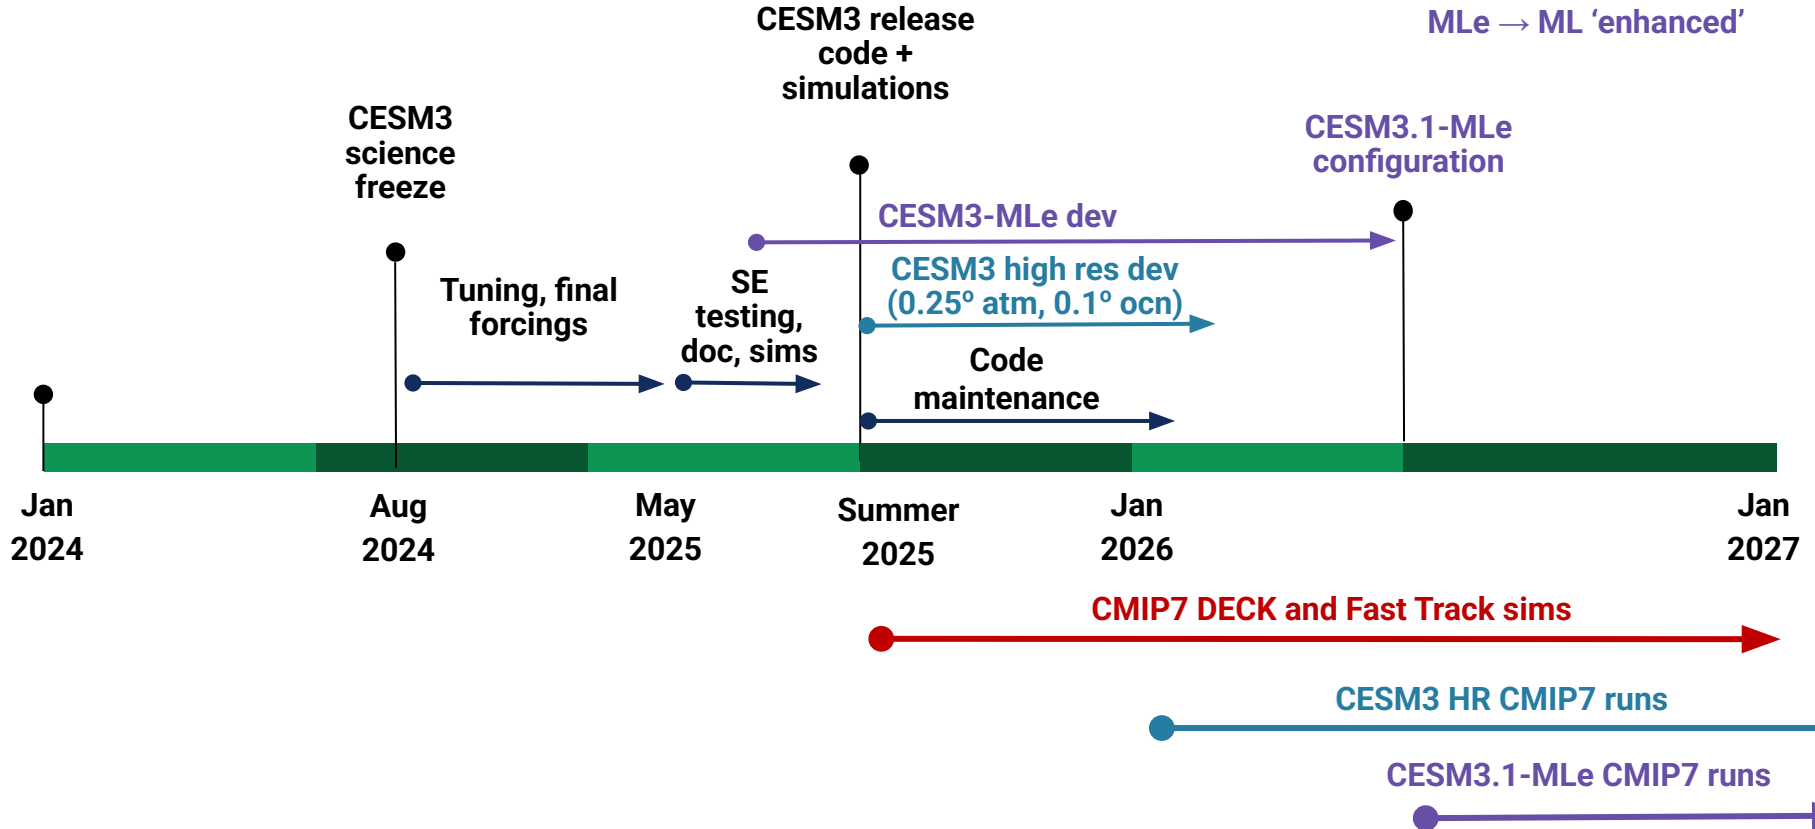 CESM3 release
code +
simulations
MLe → ML ‘enhanced’
CESM3
science
freeze
CESM3.1-MLe
configuration
CESM3-MLe dev
CESM3 high res dev
(0.25º atm, 0.1º ocn)
Tuning, final
forcings
SE
testing,
doc, sims
Code
maintenance
Jan
2024
Aug
2024
May
2025
Summer
2025
Jan
2026
Jan
2027
CMIP7 DECK and Fast Track sims
CESM3 HR CMIP7 runs
CESM3.1-MLe CMIP7 runs